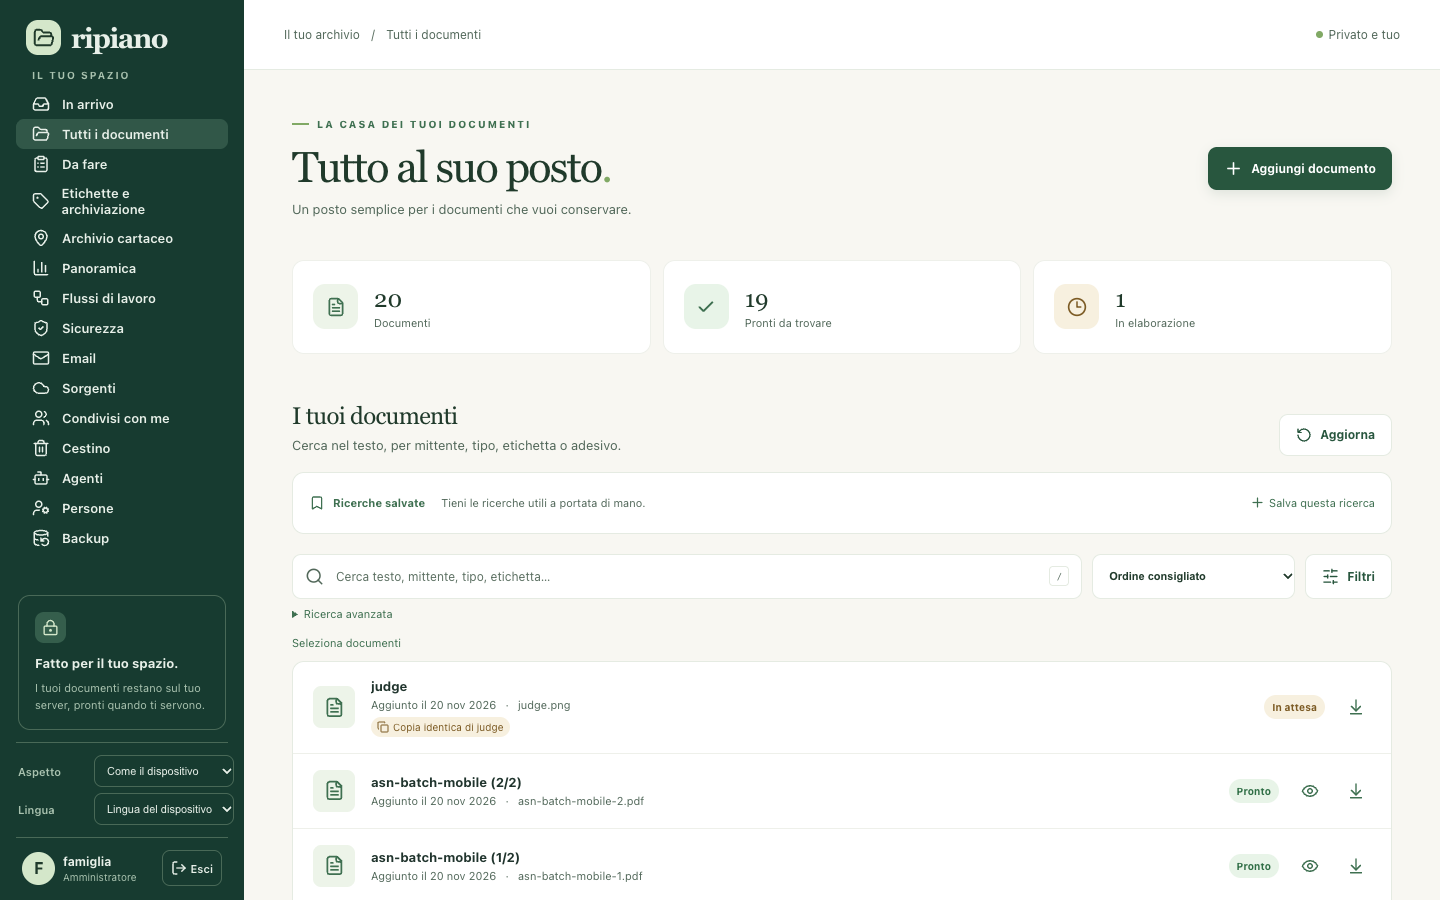 ripiano
IL TUO SPAZIO
In arrivo
Tutti i documenti
Da fare
Etichette e
archiviazione
Archivio cartaceo
Panoramica
Flussi di lavoro
Sicurezza
Email
Sorgenti
Condivisi con me
Cestino
Agenti
Persone
Backup
Fatto per il tuo spazio.
I tuoi documenti restano sul tuo
server, pronti quando ti servono.
Aspetto Come il dispositivo
Lingua Lingua del dispositivo
F famiglia
Amministratore
Esci
Il tuo archivio / Tutti i documenti
Privato e tuo
LA CASA DEI TUOI DOCUMENTI
Tutto al suo posto.
Un posto semplice per i documenti che vuoi conservare.
Aggiungi documento
20
Documenti
19
Pronti da trovare
1
In elaborazione
I tuoi documenti
Cerca nel testo, per mittente, tipo, etichetta o adesivo.
Aggiorna
Ricerche salvate Tieni le ricerche utili a portata di mano.
Salva questa ricerca
Cerca testo, mittente, tipo, etichetta... /
Ordine consigliato
Filtri
Ricerca avanzata
Seleziona documenti
judge
Aggiunto il 20 nov 2026 · judge.png
Copia identica di judge
In attesa
asn-batch-mobile (2/2)
Aggiunto il 20 nov 2026 · asn-batch-mobile-2.pdf
Pronto
asn-batch-mobile (1/2)
Aggiunto il 20 nov 2026 · asn-batch-mobile-1.pdf
Pronto